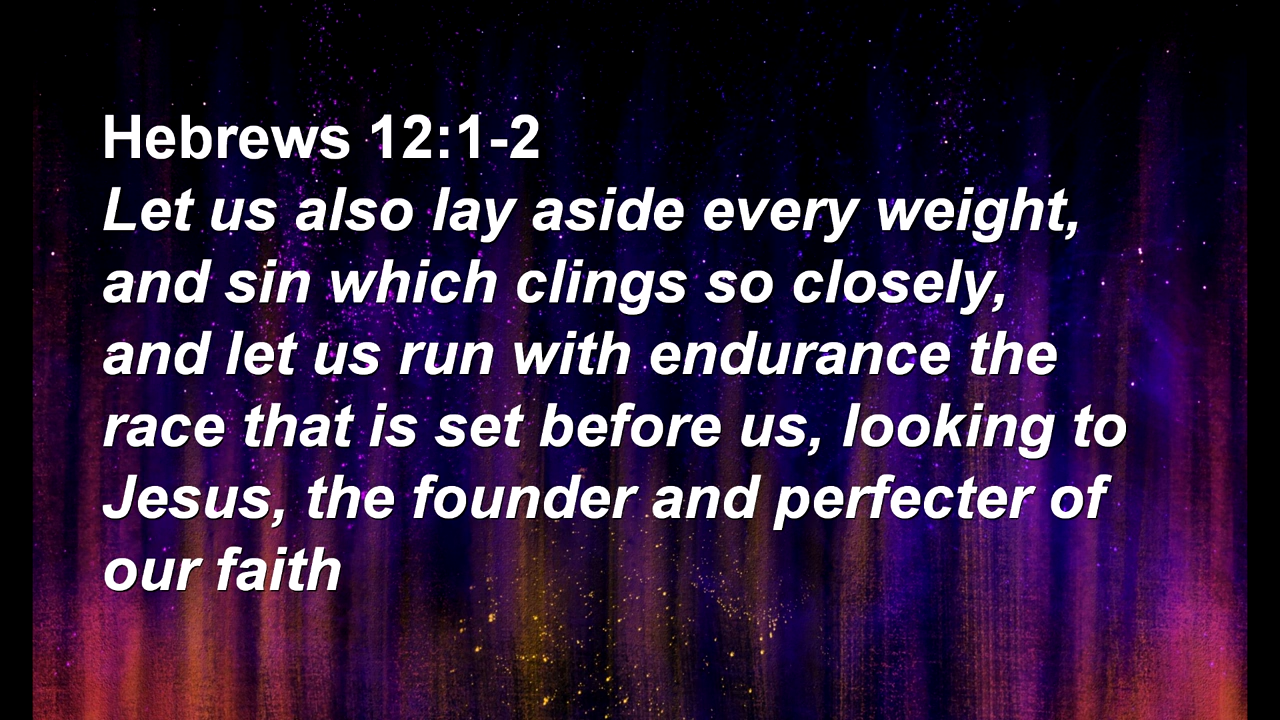 Hebrews 12:1-2
Let us also lay aside every weight,
and sin which clings so closely,
and let us run with endurance the
race that is set before us, looking to
Jesus, the founder and perfecter of
our faith